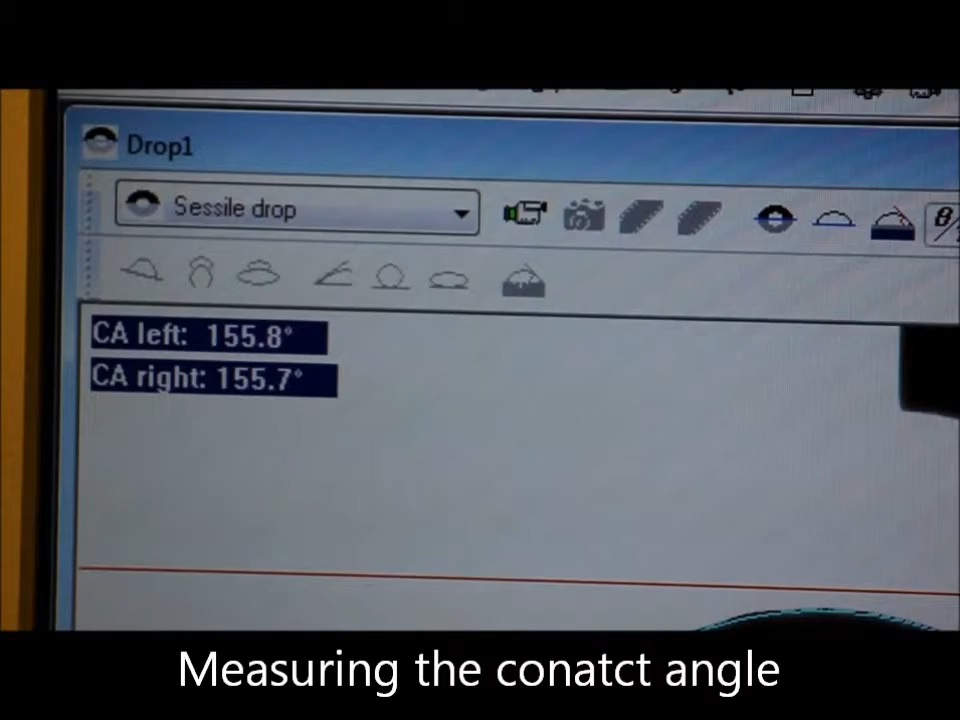 Drop1
Sessile drop
θ/
CA left: 155.8°
CA right: 155.7°
Measuring the conatct angle